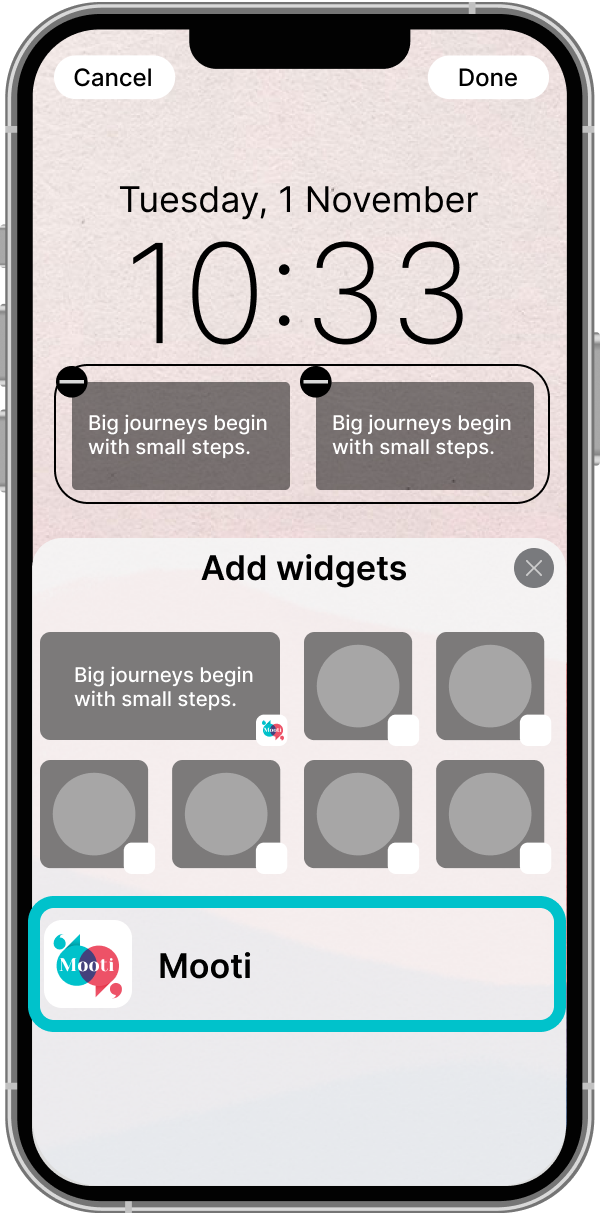 Cancel
Done
Tuesday, 1 November
10:33
Big journeys begin
with small steps.
Big journeys begin
with small steps.
Add widgets
Big journeys begin
with small steps.
Mooti
Mooti
Mooti